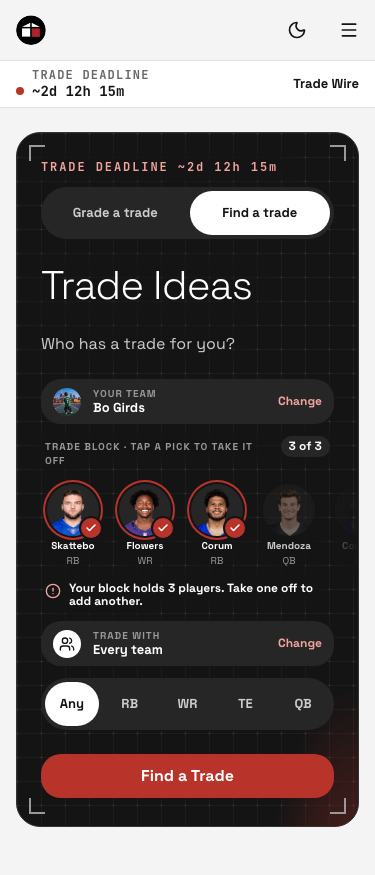 TRADE DEADLINE
~2d 12h 15m
Trade Wire
TRADE DEADLINE ~2d 12h 15m
Grade a trade
Find a trade
Trade Ideas
Who has a trade for you?
YOUR TEAM
Bo Girds
Change
TRADE BLOCK · TAP A PICK TO TAKE IT
OFF
3 of 3
Skattebo
RB
Flowers
WR
Corum
RB
Mendoza
QB
Co
Your block holds 3 players. Take one off to
add another.
TRADE WITH
Every team
Change
Any
RB
WR
TE
QB
Find a Trade